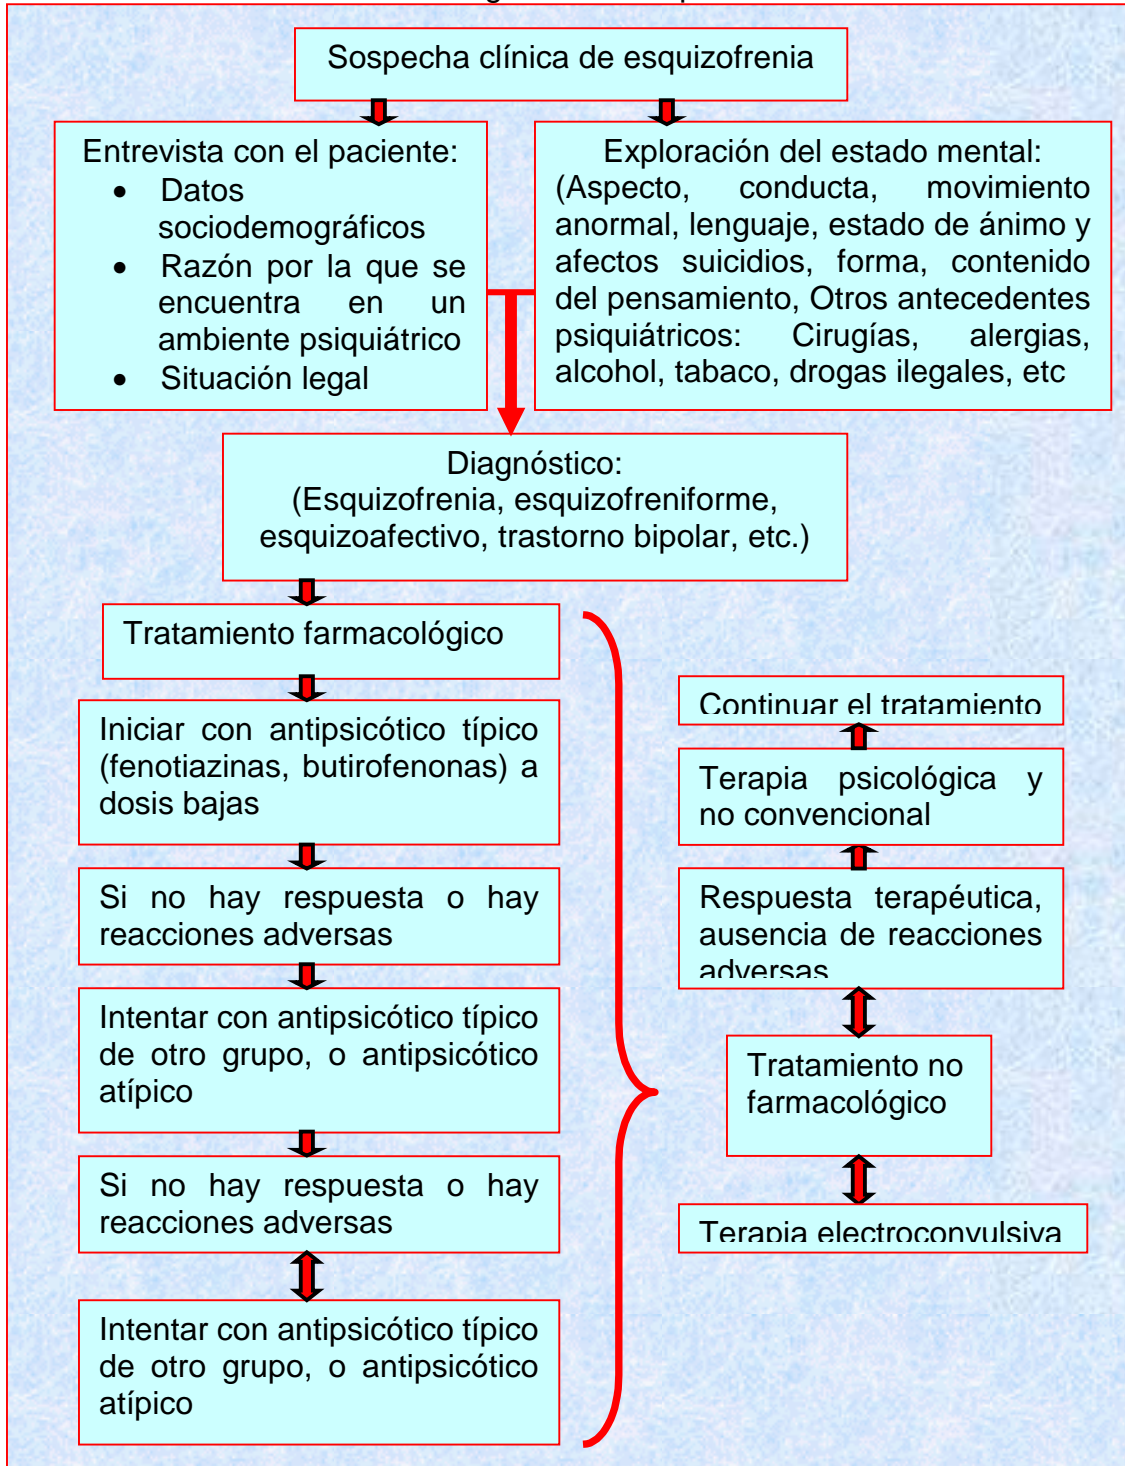 Sospecha clínica de esquizofrenia
Entrevista con el paciente:
• Datos
sociodemográficos
• Razón por la que se
encuentra en un
ambiente psiquiátrico
• Situación legal
Exploración del estado mental:
(Aspecto, conducta, movimiento
anormal, lenguaje, estado de ánimo y
afectos suicidios, forma, contenido
del pensamiento, Otros antecedentes
psiquiátricos: Cirugías, alergias,
alcohol, tabaco, drogas ilegales, etc
Diagnóstico:
(Esquizofrenia, esquizofreniforme,
esquizoafectivo, trastorno bipolar, etc.)
Tratamiento farmacológico
Iniciar con antipsicótico típico
(fenotiazinas, butirofenonas) a
dosis bajas
Si no hay respuesta o hay
reacciones adversas
Intentar con antipsicótico típico
de otro grupo, o antipsicótico
atípico
Si no hay respuesta o hay
reacciones adversas
Intentar con antipsicótico típico
de otro grupo, o antipsicótico
atípico
Continuar el tratamiento
Terapia psicológica y
no convencional
Respuesta terapéutica,
ausencia de reacciones
adversas
Tratamiento no
farmacológico
Terapia electroconvulsiva